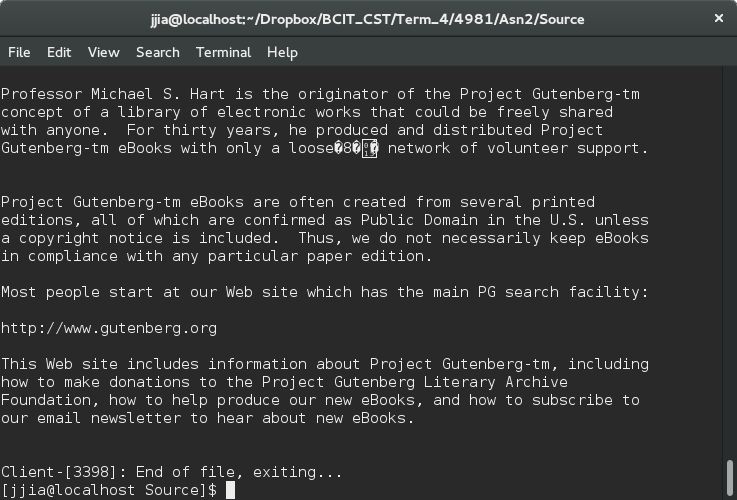 jjia@localhost:~/Dropbox/BCIT_CST/Term_4/4981/Asn2/Source
File Edit View Search Terminal Help
Professor Michael S. Hart is the originator of the Project Gutenberg-tm
concept of a library of electronic works that could be freely shared
with anyone.  For thirty years, he produced and distributed Project
Gutenberg-tm eBooks with only a loose�8� network of volunteer support.
Project Gutenberg-tm eBooks are often created from several printed
editions, all of which are confirmed as Public Domain in the U.S. unless
a copyright notice is included.  Thus, we do not necessarily keep eBooks
in compliance with any particular paper edition.
Most people start at our Web site which has the main PG search facility:
http://www.gutenberg.org
This Web site includes information about Project Gutenberg-tm, including
how to make donations to the Project Gutenberg Literary Archive
Foundation, how to help produce our new eBooks, and how to subscribe to
our email newsletter to hear about new eBooks.
Client-[3398]: End of file, exiting...
[jjia@localhost Source]$